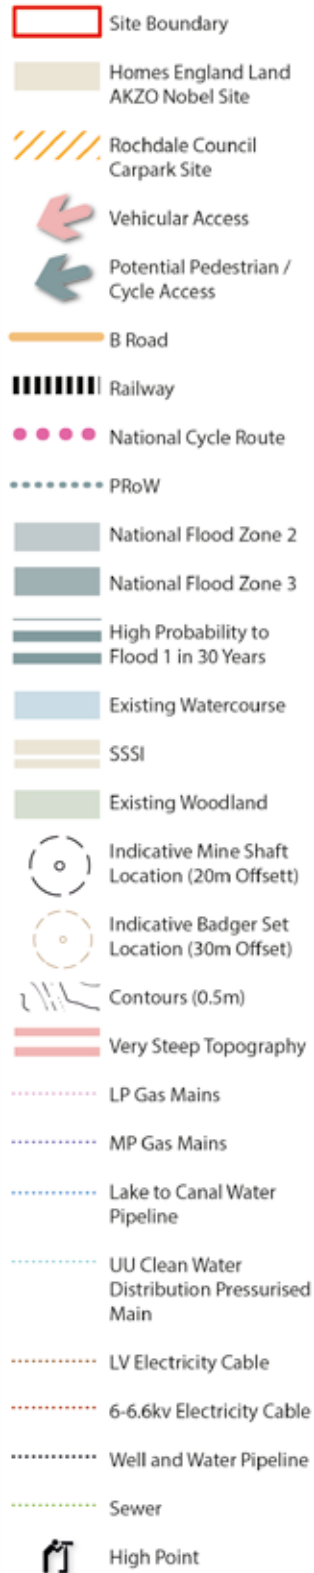 Site Boundary
Homes England Land
AKZO Nobel Site
Rochdale Council
Carpark Site
Vehicular Access
Potential Pedestrian /
Cycle Access
B Road
Railway
National Cycle Route
PRoW
National Flood Zone 2
National Flood Zone 3
High Probability to
Flood 1 in 30 Years
Existing Watercourse
SSSI
Existing Woodland
Indicative Mine Shaft
Location (20m Offsett)
Indicative Badger Set
Location (30m Offset)
Contours (0.5m)
Very Steep Topography
LP Gas Mains
MP Gas Mains
Lake to Canal Water
Pipeline
UU Clean Water
Distribution Pressurised
Main
LV Electricity Cable
6-6.6kv Electricity Cable
Well and Water Pipeline
Sewer
High Point